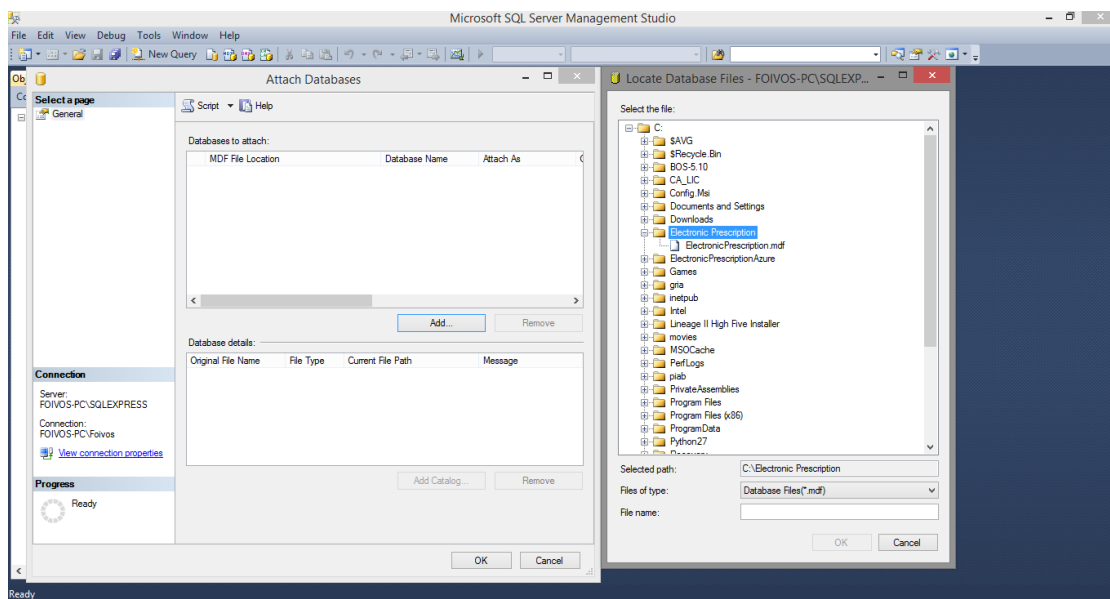 Microsoft SQL Server Management Studio
File Edit View Debug Tools Window Help
New Query
Ob
Attach Databases
Co
Select a page
General
Script Help
Databases to attach:
MDF File Location Database Name Attach As
Add... Remove
Database details:
Original File Name File Type Current File Path Message
Connection
Server:
FOIVOS-PC\SQLEXPRESS
Connection:
FOIVOS-PC\Foivos
View connection properties
Progress
Ready
Add Catalog... Remove
OK Cancel
Locate Database Files - FOIVOS-PC\SQLEXP...
Select the file:
C:
$AVG
$Recycle.Bin
BOS-5.10
CA_LIC
Config.Msi
Documents and Settings
Downloads
Electronic Prescription
ElectronicPrescription.mdf
ElectronicPrescriptionAzure
Games
gria
inetpub
Intel
Lineage II High Five Installer
movies
MSOCache
PerfLogs
piab
PrivateAssemblies
Program Files
Program Files (x86)
ProgramData
Python27
Selected path: C:\Electronic Prescription
Files of type: Database Files(*.mdf)
File name:
OK Cancel
Ready